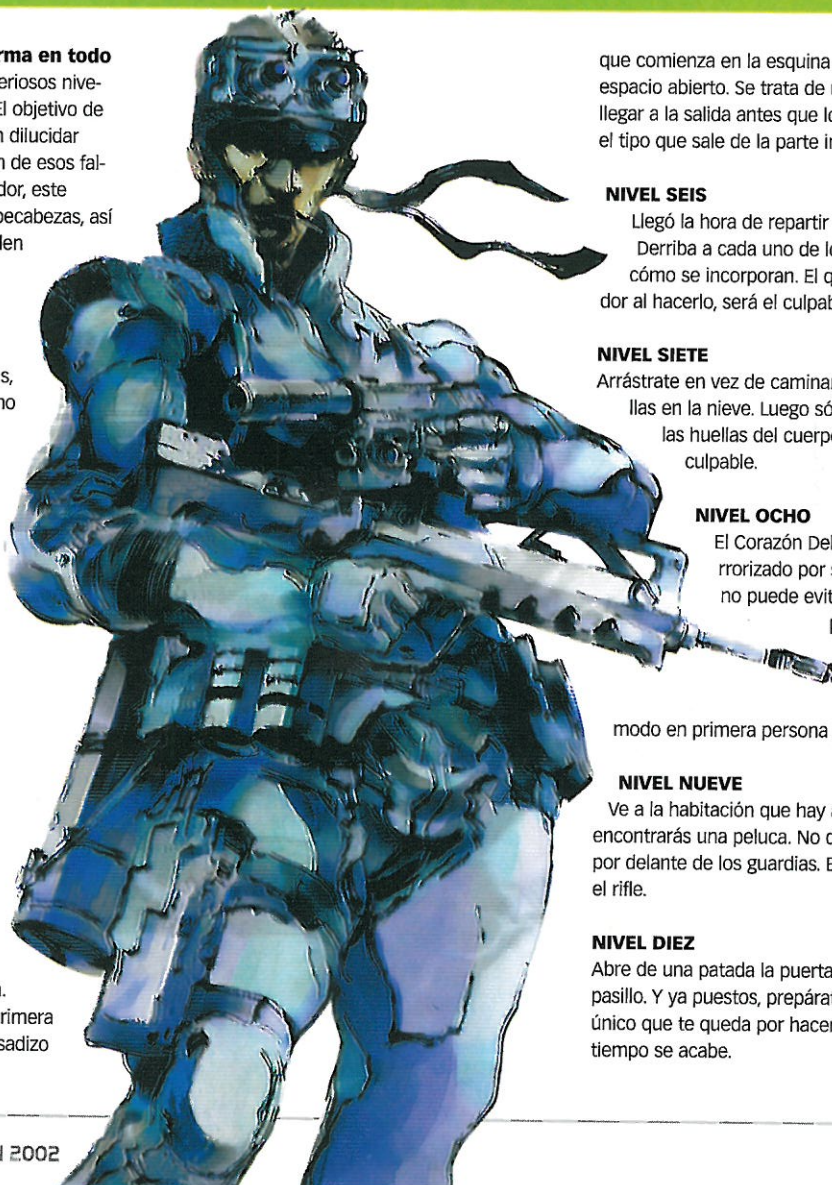 rma en todo
eriosos nive-
El objetivo de
n dilucidar
n de esos fal-
dor, este
pecabezas, así
den
s,
no
rimera
sadizo
que comienza en la esquina
espacio abierto. Se trata de
llegar a la salida antes que lo
el tipo que sale de la parte in
NIVEL SEIS
Llegó la hora de repartir
Derriba a cada uno de lo
cómo se incorporan. El q
dor al hacerlo, será el culpab
NIVEL SIETE
Arrástrate en vez de caminar
llas en la nieve. Luego só
las huellas del cuerpo
culpable.
NIVEL OCHO
El Corazón Del
rrorizado por s
no puede evit
modo en primera persona
NIVEL NUEVE
Ve a la habitación que hay
encontrarás una peluca. No d
por delante de los guardias. E
el rifle.
NIVEL DIEZ
Abre de una patada la puerta
pasillo. Y ya puestos, prepárat
único que te queda por hacer
tiempo se acabe.
2002